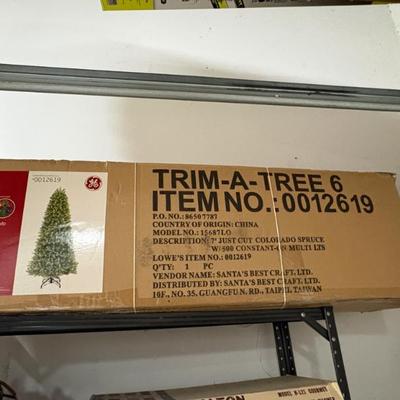 0012619
GE
TRIM-A-TREE 6
ITEM NO.: 0012619
P.O. NO.: 86507787
COUNTRY OF ORIGIN: CHINA
MODEL NO.: 15687LO
DESCRIPTION: 7' JUST CUT COLORADO SPRUCE
W/500 CONSTANT-ON MULTI LTS
LOWE'S ITEM NO.: 0012619
Q'TY: 1 PC
VENDOR NAME: SANTA'S BEST CRAFT, LTD.
DISTRIBUTED BY: SANTA'S BEST CRAFT, LTD.
10F., NO. 35, GUANGFU N. RD., TAIPEI, TAIWAN